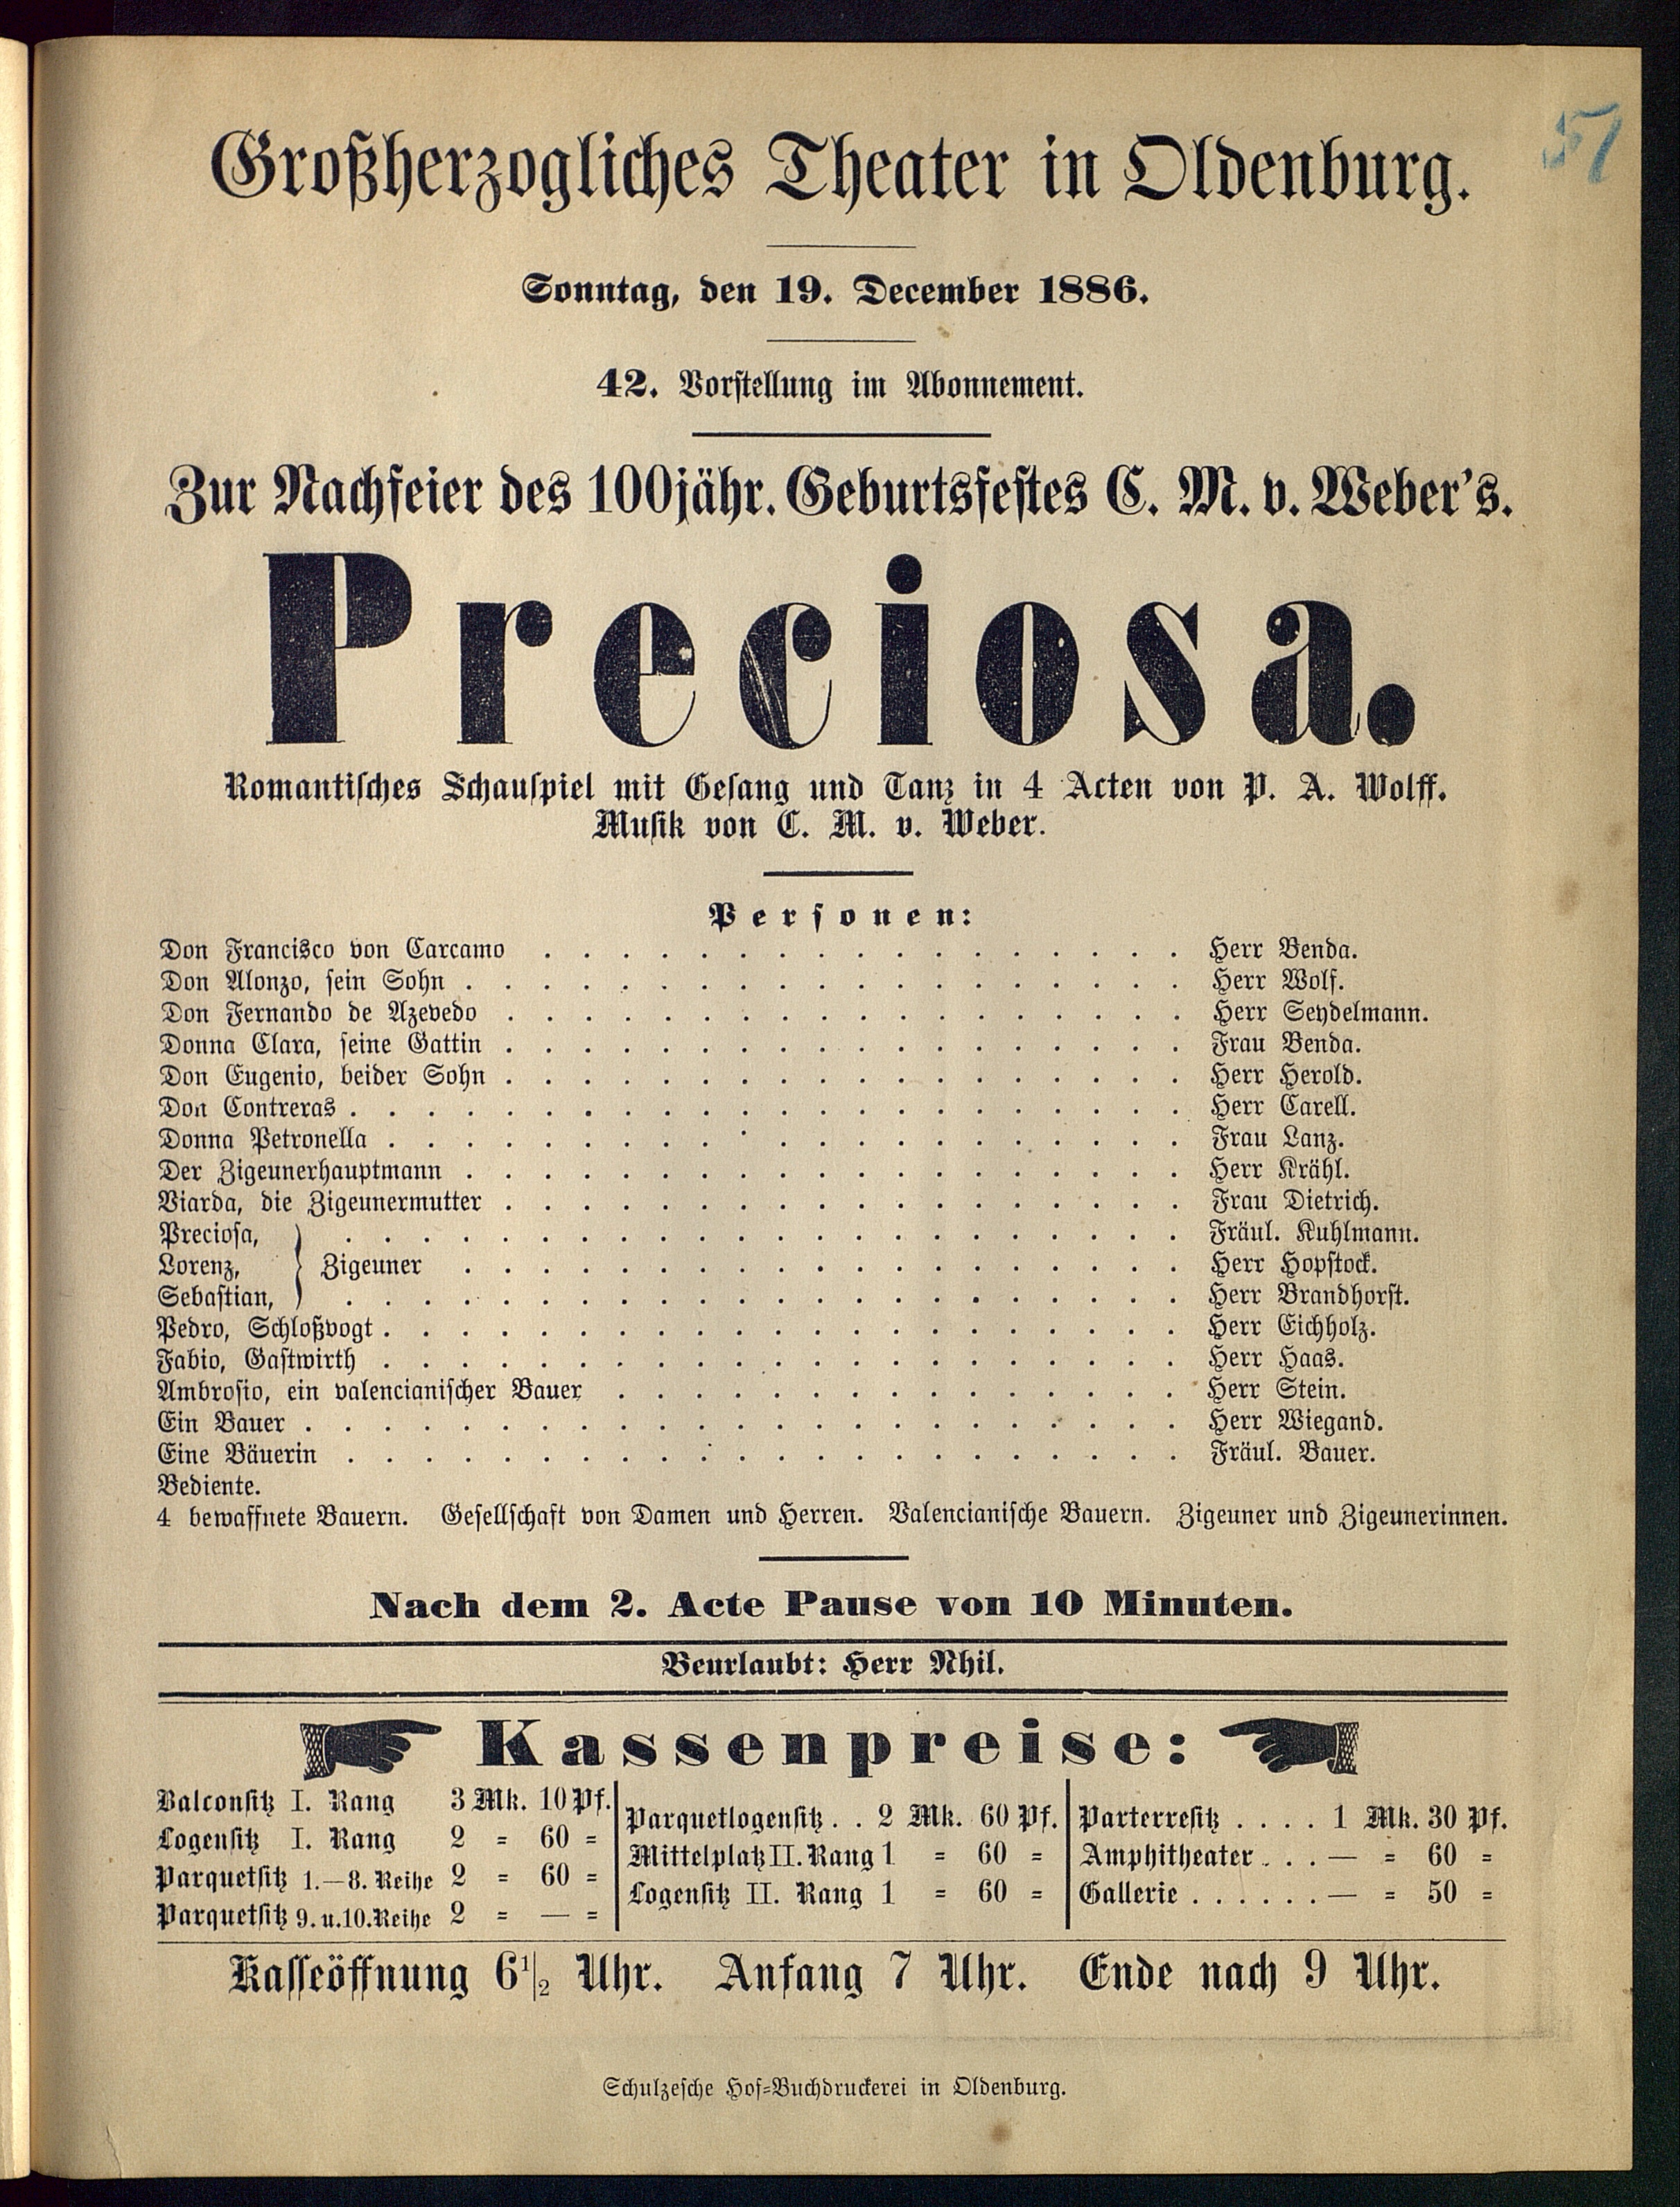 51
Großherzogliches Theater in Oldenburg.
Sonntag, den 19. December 1886.
42. Vorstellung im Abonnement.
Zur Nachfeier des 100jähr. Geburtsfestes C. M. v. Weber's.
Preciosa.
Romantisches Schauspiel mit Gesang und Tanz in 4 Acten von P. A. Wolff.
Musik von C. M. v. Weber.
Personen:
Don Francisco von Carcamo . . . . . . . . . . . . . . . . . Herr Benda.
Don Alonzo, sein Sohn . . . . . . . . . . . . . . . . . . . Herr Wolf.
Don Fernando de Azevedo . . . . . . . . . . . . . . . . . . Herr Seydelmann.
Donna Clara, seine Gattin . . . . . . . . . . . . . . . . . . Frau Benda.
Don Eugenio, beider Sohn . . . . . . . . . . . . . . . . . . Herr Herold.
Don Contreras . . . . . . . . . . . . . . . . . . . . . . Herr Carell.
Donna Petronella . . . . . . . . . . . . . . . . . . . . . Frau Lanz.
Der Zigeunerhauptmann . . . . . . . . . . . . . . . . . . . Herr Krähl.
Viarda, die Zigeunermutter . . . . . . . . . . . . . . . . . . Frau Dietrich.
Preciosa, . . . . . . . . . . . . . . . . . . . . . . Fräul. Kuhlmann.
Lorenz, } Zigeuner . . . . . . . . . . . . . . . . . . . Herr Hopstock.
Sebastian, . . . . . . . . . . . . . . . . . . . . . . Herr Brandhorst.
Pedro, Schloßvogt . . . . . . . . . . . . . . . . . . . . . Herr Eichholz.
Fabio, Gastwirth . . . . . . . . . . . . . . . . . . . . . Herr Haas.
Ambrosio, ein valencianischer Bauer . . . . . . . . . . . . . . . Herr Stein.
Ein Bauer . . . . . . . . . . . . . . . . . . . . . . . Herr Wiegand.
Eine Bäuerin . . . . . . . . . . . . . . . . . . . . . . Fräul. Bauer.
Bediente.
4 bewaffnete Bauern. Gesellschaft von Damen und Herren. Valencianische Bauern. Zigeuner und Zigeunerinnen.
Nach dem 2. Acte Pause von 10 Minuten.
Beurlaubt: Herr Nhil.
Kassenpreise:
Balconsitz I. Rang 3 Mk. 10 Pf.
Logensitz I. Rang 2 = 60 =
Parquetsitz 1.—8. Reihe 2 = 60 =
Parquetsitz 9. u. 10. Reihe 2 = — =
Parquetlogensitz . . 2 Mk. 60 Pf.
Mittelplatz II. Rang 1 = 60 =
Logensitz II. Rang 1 = 60 =
Parterresitz . . . . 1 Mk. 30 Pf.
Amphitheater . . . — = 60 =
Gallerie . . . . . . — = 50 =
Kasseöffnung 6 1/2 Uhr. Anfang 7 Uhr. Ende nach 9 Uhr.
Schulzesche Hof=Buchdruckerei in Oldenburg.